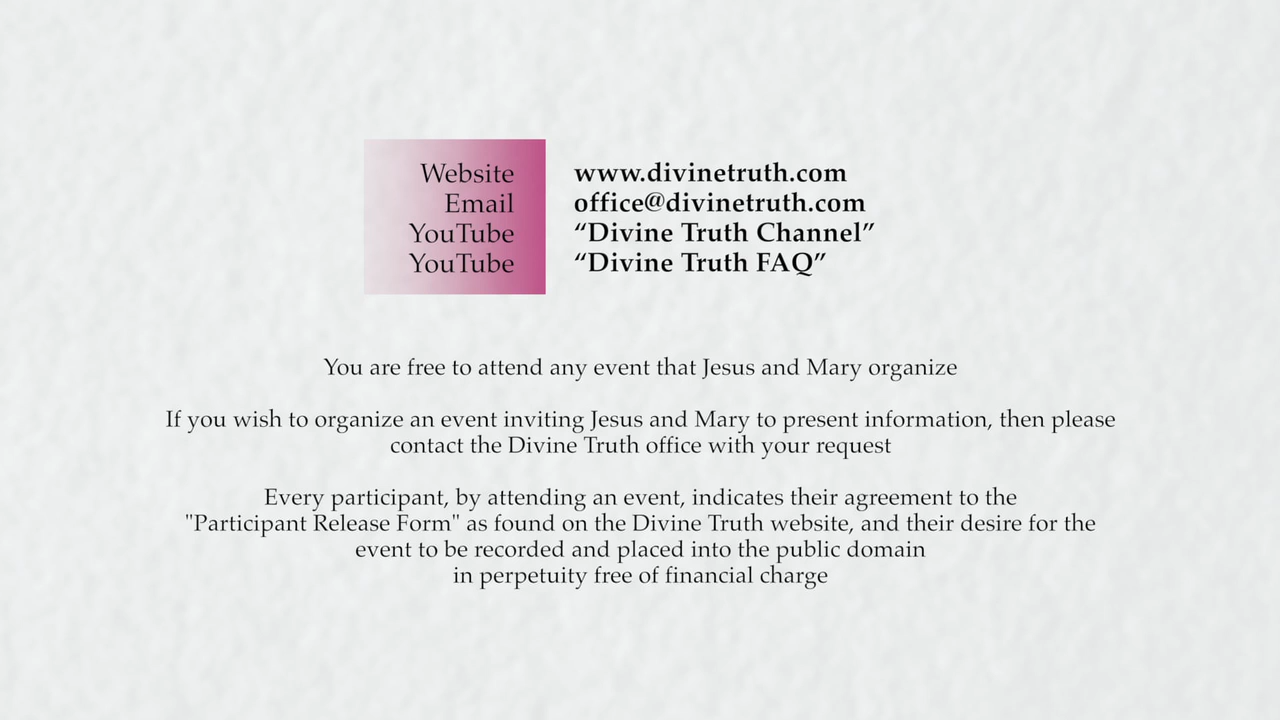 Website www.divinetruth.com
Email office@divinetruth.com
YouTube “Divine Truth Channel”
YouTube “Divine Truth FAQ”
You are free to attend any event that Jesus and Mary organize
If you wish to organize an event inviting Jesus and Mary to present information, then please
contact the Divine Truth office with your request
Every participant, by attending an event, indicates their agreement to the
"Participant Release Form" as found on the Divine Truth website, and their desire for the
event to be recorded and placed into the public domain
in perpetuity free of financial charge